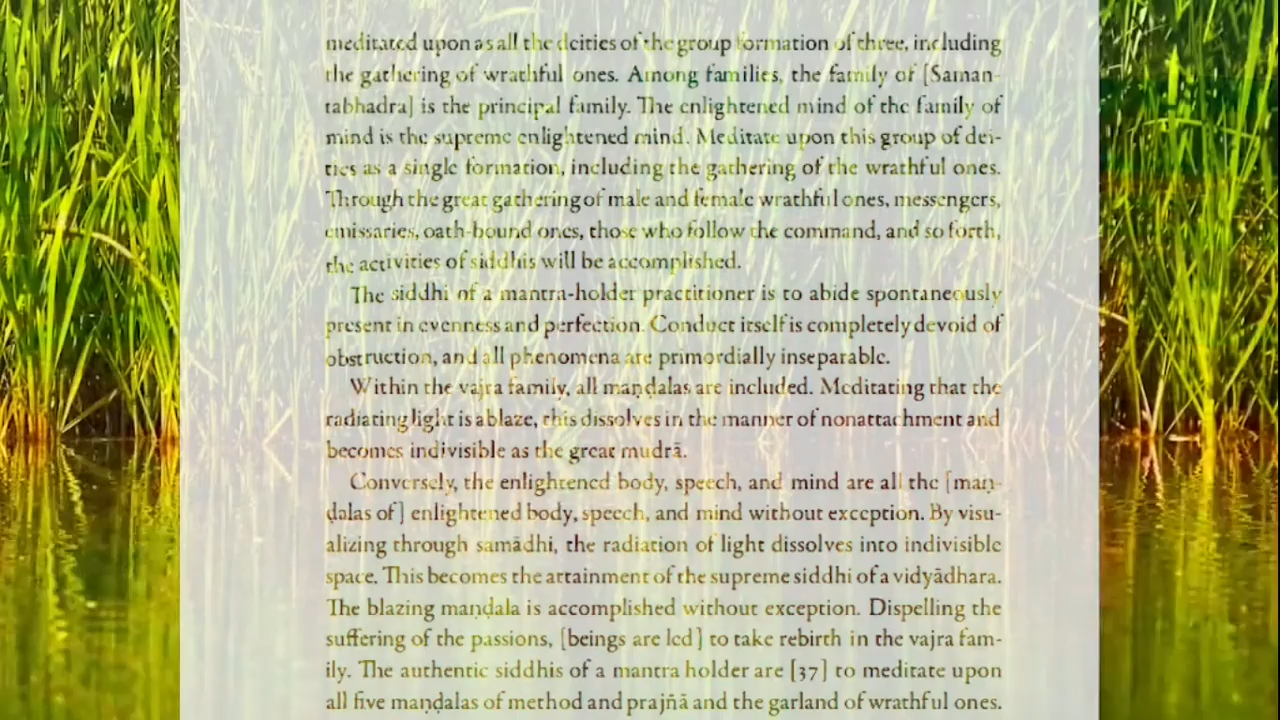 meditated upon as all the deities of the group formation of three, including
the gathering of wrathful ones. Among families, the family of [Saman-
tabhadra] is the principal family. The enlightened mind of the family of
mind is the supreme enlightened mind. Meditate upon this group of dei-
ties as a single formation, including the gathering of the wrathful ones.
Through the great gathering of male and female wrathful ones, messengers,
emissaries, oath-bound ones, those who follow the command, and so forth,
the activities of siddhis will be accomplished.
The siddhi of a mantra-holder practitioner is to abide spontaneously
present in evenness and perfection. Conduct itself is completely devoid of
obstruction, and all phenomena are primordially inseparable.
Within the vajra family, all maṇḍalas are included. Meditating that the
radiating light is ablaze, this dissolves in the manner of nonattachment and
becomes indivisible as the great mudrā.
Conversely, the enlightened body, speech, and mind are all the [maṇ-
ḍalas of] enlightened body, speech, and mind without exception. By visu-
alizing through samādhi, the radiation of light dissolves into indivisible
space. This becomes the attainment of the supreme siddhi of a vidyādhara.
The blazing maṇḍala is accomplished without exception. Dispelling the
suffering of the passions, [beings are led] to take rebirth in the vajra fam-
ily. The authentic siddhis of a mantra holder are [37] to meditate upon
all five maṇḍalas of method and prajñā and the garland of wrathful ones.